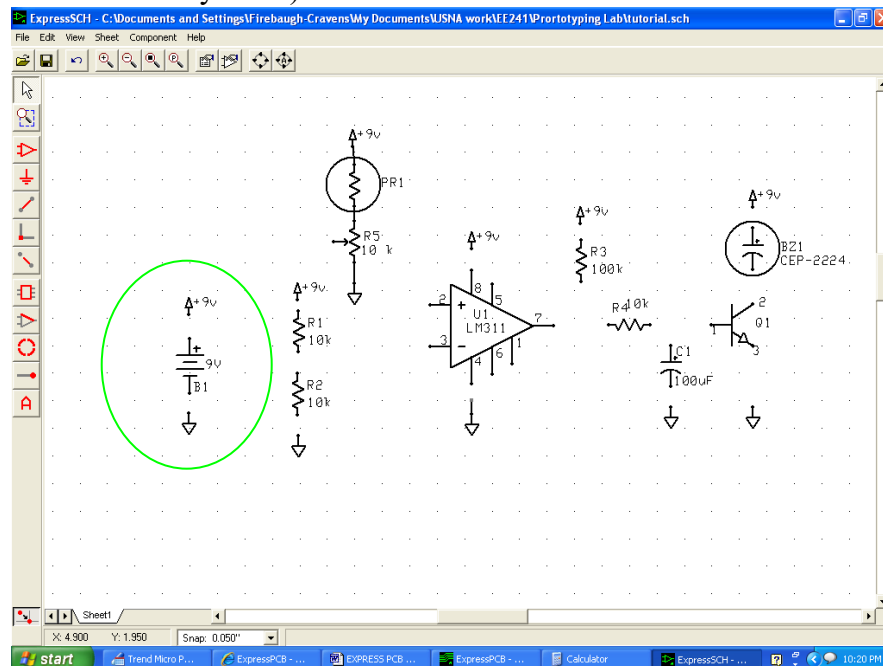 ExpressSCH - C:\Documents and Settings\Firebaugh-Cravens\My Documents\USNA work\EE241\Prortotyping Lab\tutorial.sch
File Edit View Sheet Component Help
+9v
PR1
R5
10 k
+9v
9V
B1
+9v
R1
10k
R2
10k
+9v
8
5
2
+
U1
LM311
3
-
7
4
6
1
+9v
R3
100k
R4 10k
C1
100uF
+9v
BZ1
CEP-2224
2
1
Q1
3
A
Sheet1
X: 4.900 Y: 1.950 Snap: 0.050"
start Trend Micro P... ExpressPCB - ... EXPRESS PCB ... ExpressPCB - ... Calculator ExpressSCH - ... 10:20 PM